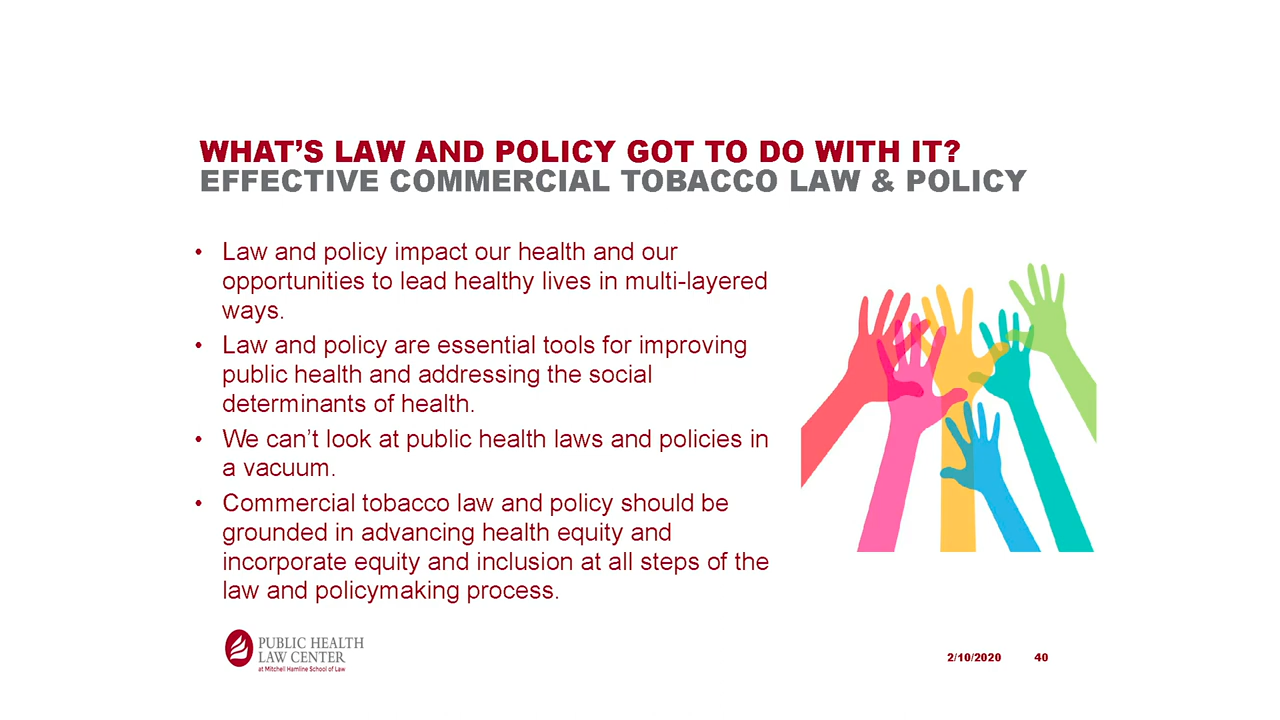 WHAT’S LAW AND POLICY GOT TO DO WITH IT?
EFFECTIVE COMMERCIAL TOBACCO LAW & POLICY
• Law and policy impact our health and our
opportunities to lead healthy lives in multi-layered
ways.
• Law and policy are essential tools for improving
public health and addressing the social
determinants of health.
• We can’t look at public health laws and policies in
a vacuum.
• Commercial tobacco law and policy should be
grounded in advancing health equity and
incorporate equity and inclusion at all steps of the
law and policymaking process.
PUBLIC HEALTH
LAW CENTER
at Mitchell Hamline School of Law
2/10/2020 40